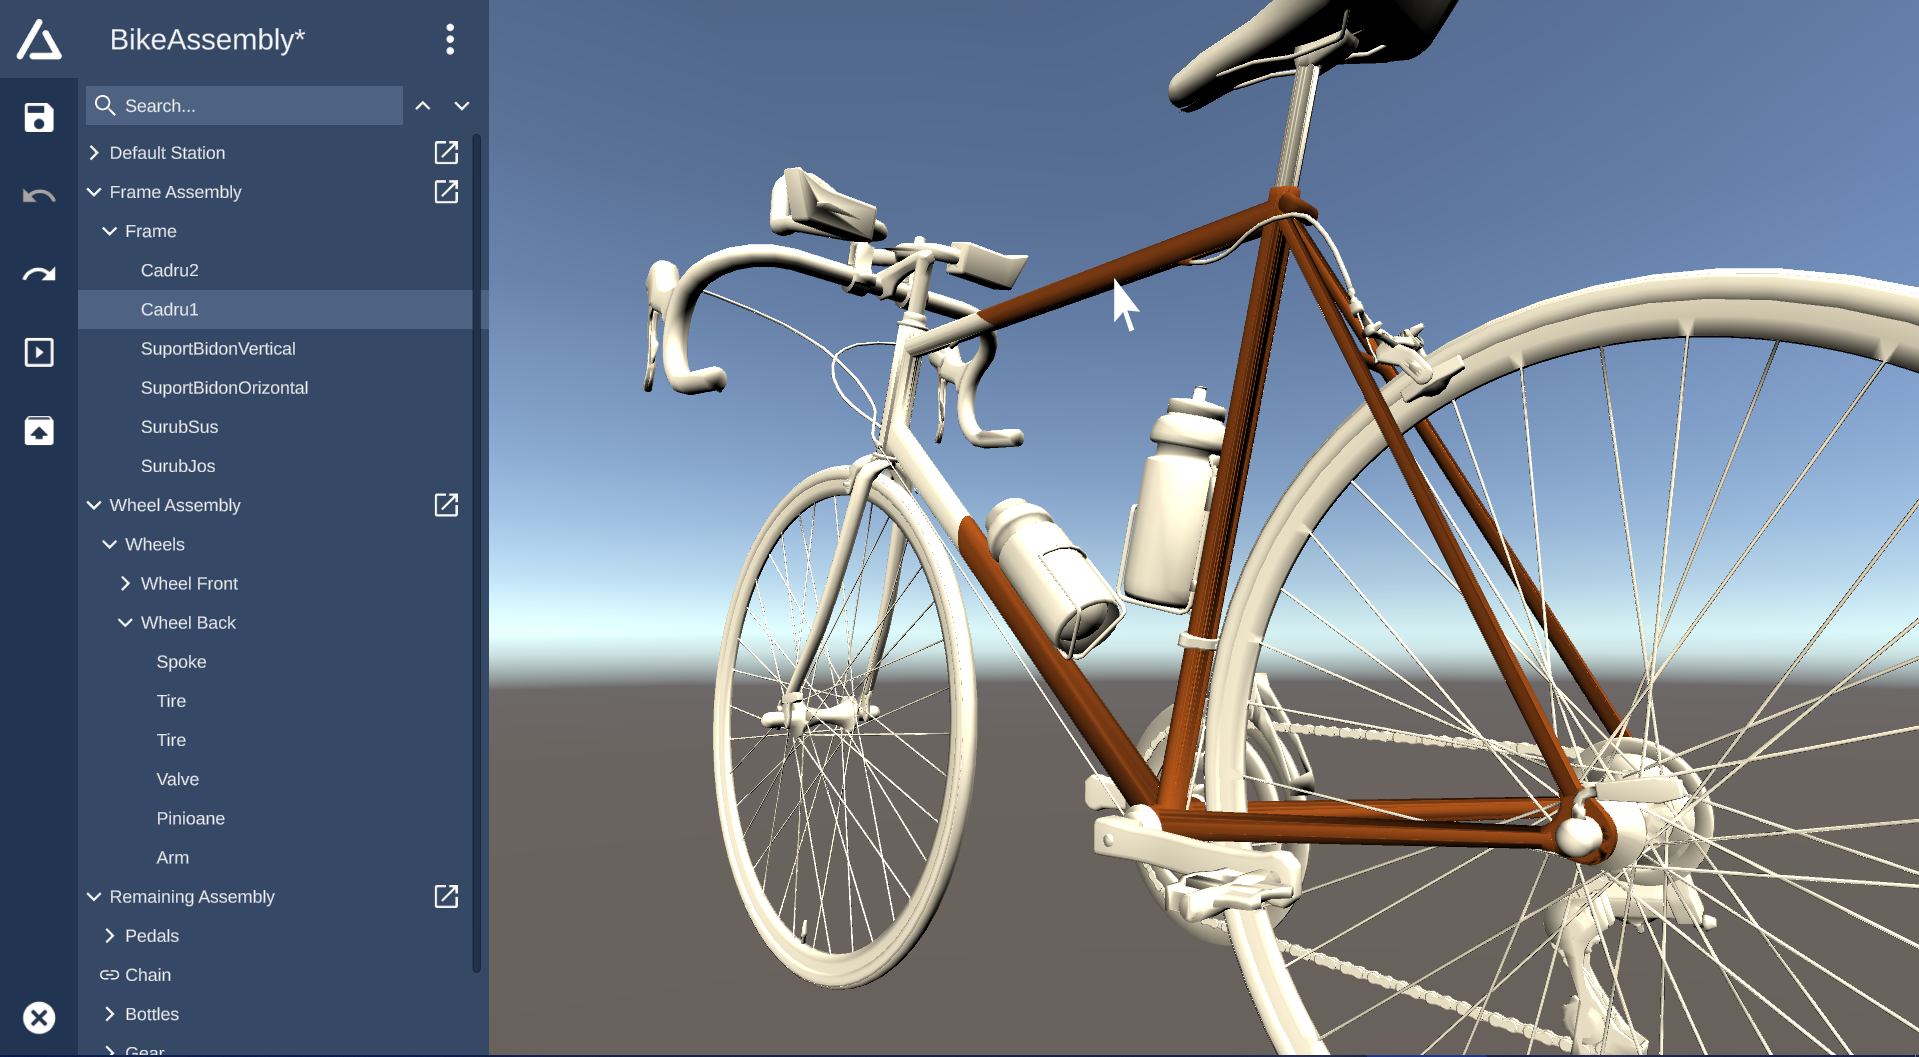 BikeAssembly*
Search...
Default Station
Frame Assembly
Frame
Cadru2
Cadru1
SuportBidonVertical
SuportBidonOrizontal
SurubSus
SurubJos
Wheel Assembly
Wheels
Wheel Front
Wheel Back
Spoke
Tire
Tire
Valve
Pinioane
Arm
Remaining Assembly
Pedals
Chain
Bottles
Gear